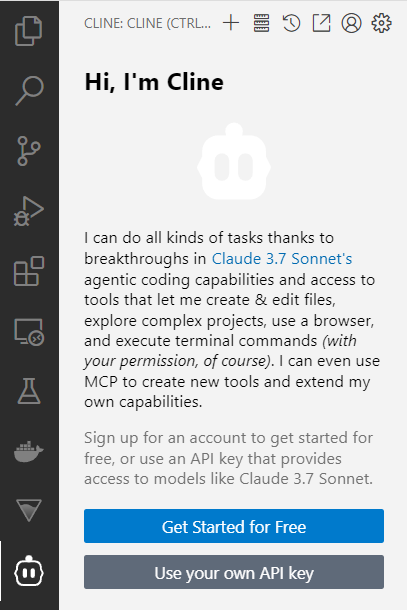 CLINE: CLINE (CTRL...
Hi, I'm Cline
I can do all kinds of tasks thanks to
breakthroughs in Claude 3.7 Sonnet's
agentic coding capabilities and access to
tools that let me create & edit files,
explore complex projects, use a browser,
and execute terminal commands (with
your permission, of course). I can even use
MCP to create new tools and extend my
own capabilities.
Sign up for an account to get started for
free, or use an API key that provides
access to models like Claude 3.7 Sonnet.
Get Started for Free
Use your own API key